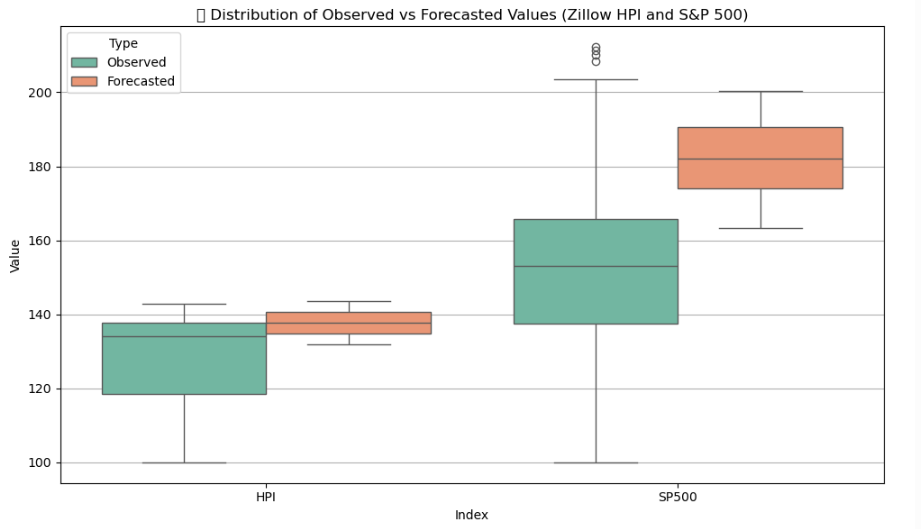 ▯ Distribution of Observed vs Forecasted Values (Zillow HPI and S&P 500)
Type
Observed
Forecasted
200
180
160
140
120
100
Value
HPI
SP500
Index